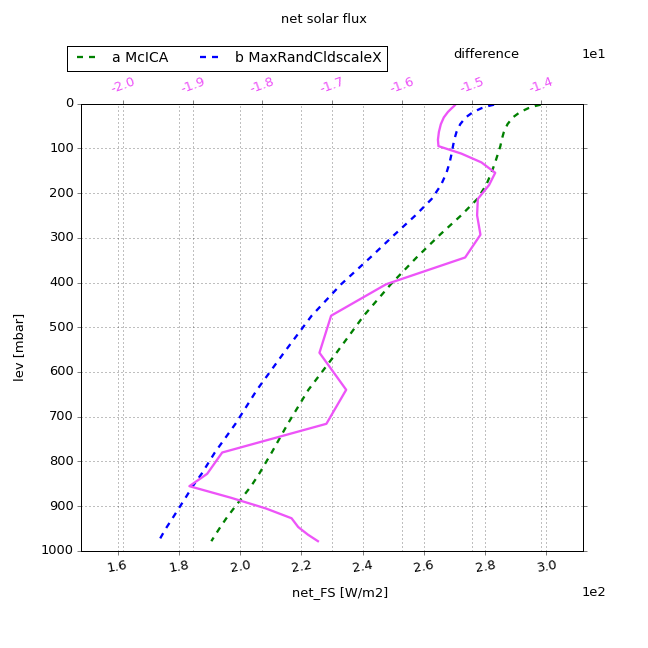 net solar flux
a McICA b MaxRandCldscaleX difference 1e1
-2.0 -1.9 -1.8 -1.7 -1.6 -1.5 -1.4
0
100
200
300
400
500
600
700
800
900
1000
lev [mbar]
1.6 1.8 2.0 2.2 2.4 2.6 2.8 3.0
net_FS [W/m2] 1e2